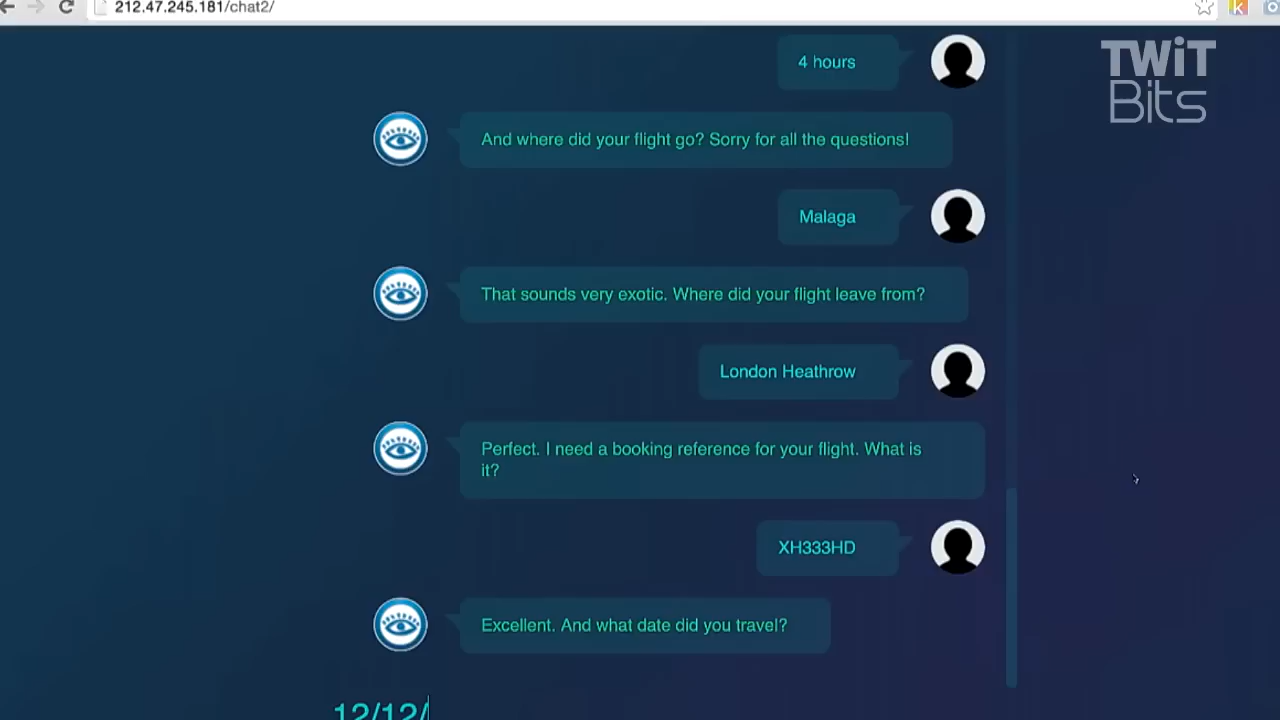 212.47.245.181/chat2/
TWiT
Bits
4 hours
And where did your flight go? Sorry for all the questions!
Malaga
That sounds very exotic. Where did your flight leave from?
London Heathrow
Perfect. I need a booking reference for your flight. What is
it?
XH333HD
Excellent. And what date did you travel?
12/12/